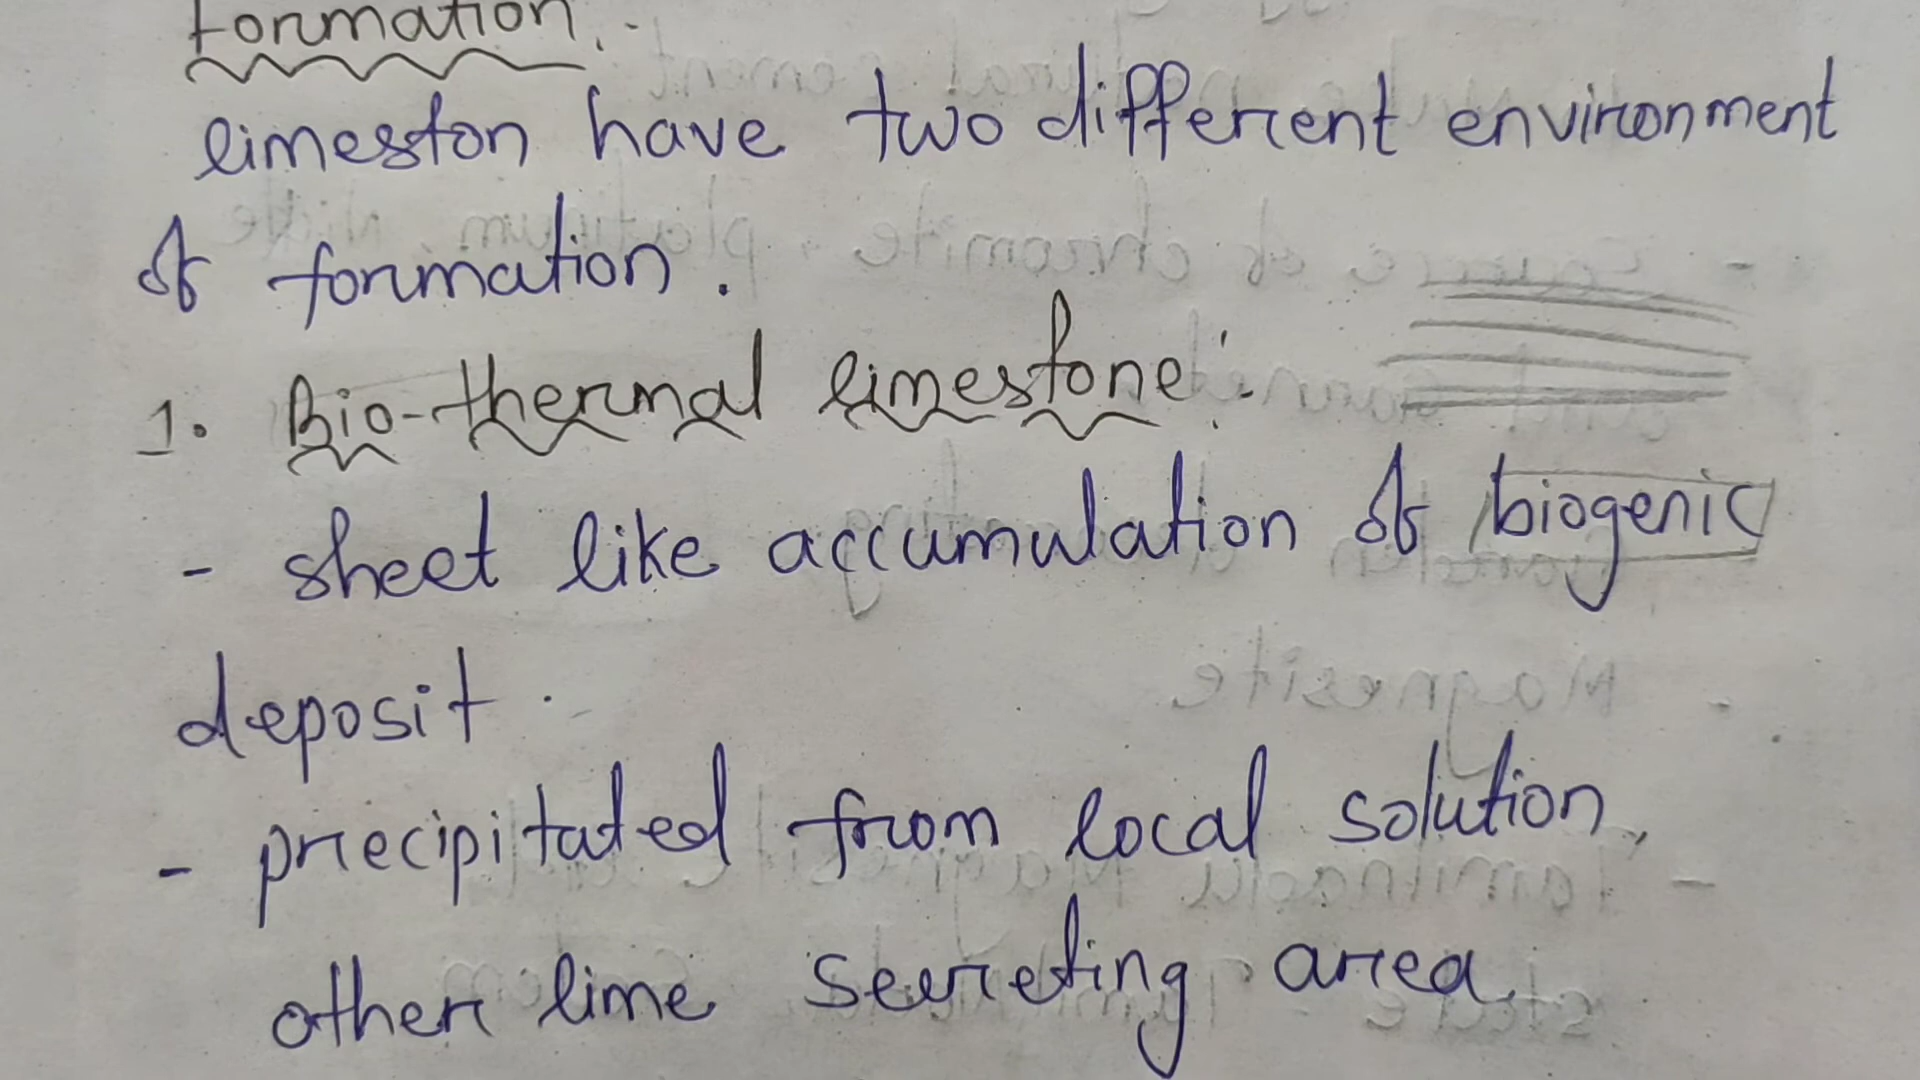 Formation:-
limeston have two different environment
of formation.
1. Bio-thermal limestone:
- sheet like accumulation of biogenic
deposit.
- precipitated from local solution,
other lime secreting area